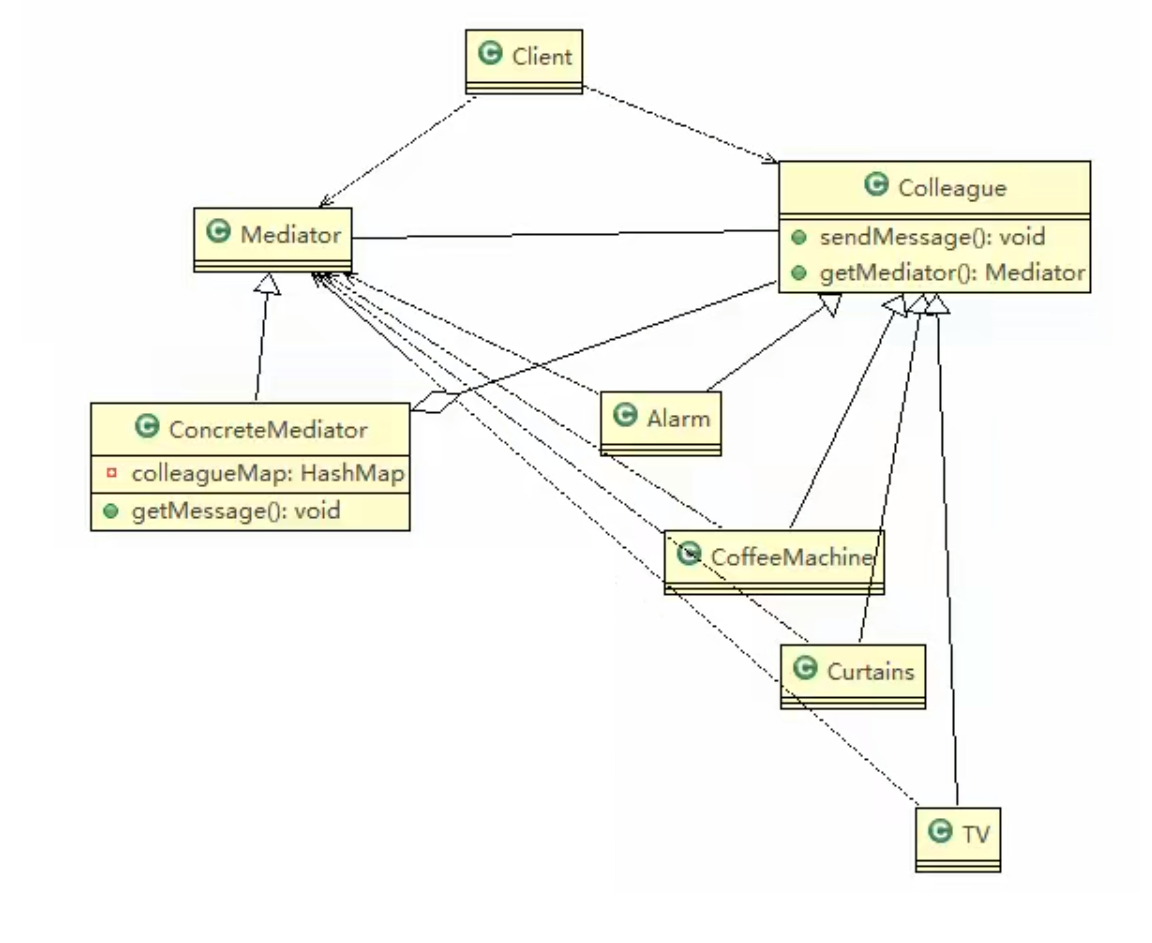 Client
Colleague
sendMessage(): void
getMediator(): Mediator
Mediator
ConcreteMediator
colleagueMap: HashMap
getMessage(): void
Alarm
CoffeeMachine
Curtains
TV